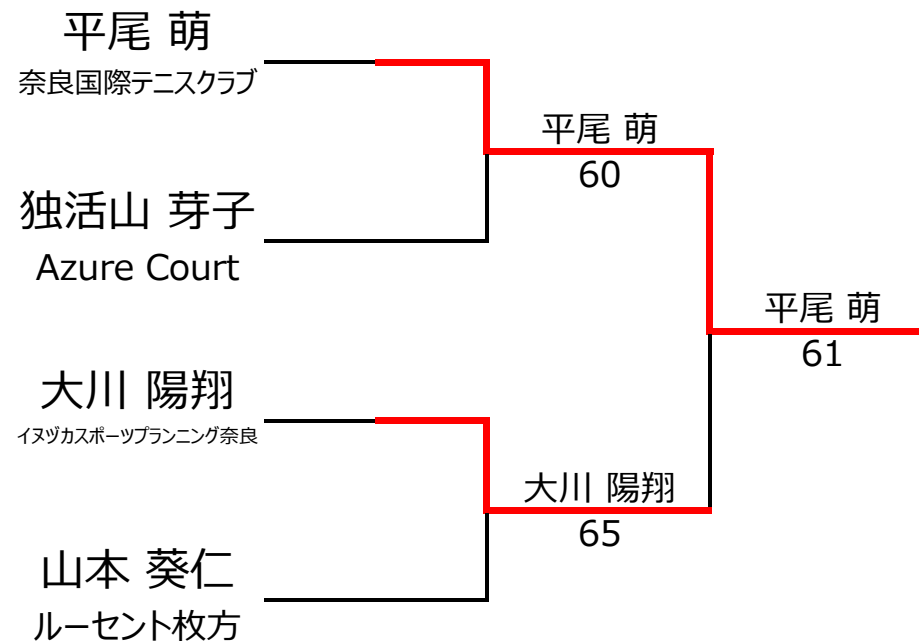 平尾 萌
奈良国際テニスクラブ
平尾 萌
60
独活山 芽子
Azure Court
平尾 萌
61
大川 陽翔
イヌヅカスポーツプランニング奈良
大川 陽翔
65
山本 葵仁
ルーセント枚方